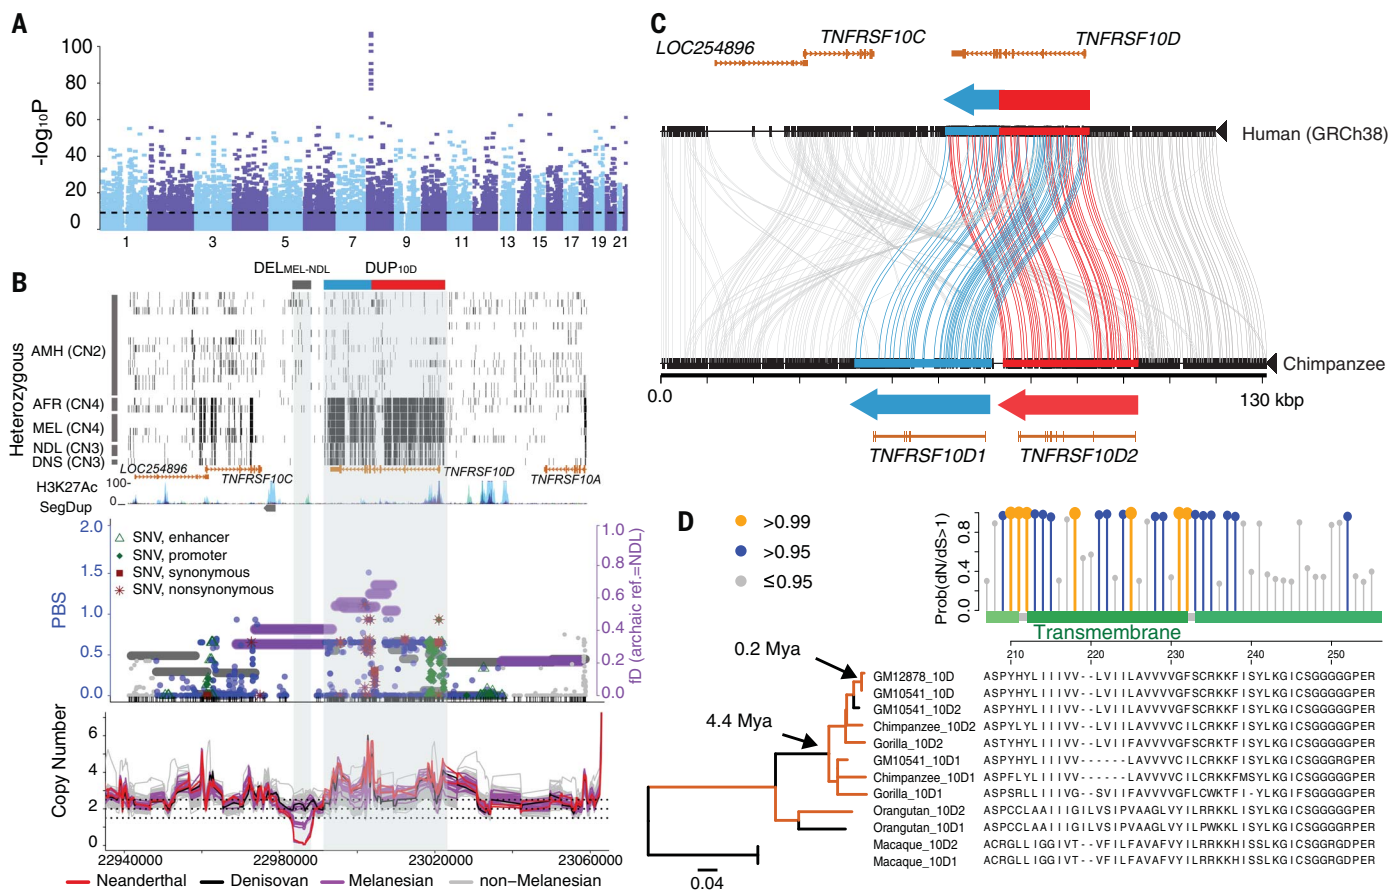 A
-log10P
100
80
60
40
20
0
1 3 5 7 9 11 13 15 17 19 21
B
DELMEL-NDL DUP10D
Heterozygous
AMH (CN2)
AFR (CN4)
MEL (CN4)
NDL (CN3)
DNS (CN3)
LOC254896 TNFRSF10C TNFRSF10D TNFRSF10A
H3K27Ac 100
0
SegDup
PBS
2.0
1.5
1.0
0.5
0.0
SNV, enhancer
SNV, promoter
SNV, synonymous
SNV, nonsynonymous
1.0
0.8
0.6
0.4
0.2
0.0
fD (archaic ref.=NDL)
Copy Number
6
4
2
0
22940000 22980000 23020000 23060000
Neanderthal Denisovan Melanesian non-Melanesian
C
LOC254896 TNFRSF10C TNFRSF10D
Human (GRCh38)
Chimpanzee
0.0 130 kbp
TNFRSF10D1 TNFRSF10D2
D
>0.99
>0.95
≤0.95
Prob(dN/dS>1)
0.8
0.4
0.0
Transmembrane
210 220 230 240 250
0.2 Mya
4.4 Mya
GM12878_10D ASPYHYLIIIVV--LVIILAVVVVGFSCRKKFISYLKGICSGGGGGPER
GM10541_10D ASPYHYLIIIVV--LVIILAVVVVGFSCRKKFISYLKGICSGGGGGPER
GM10541_10D2 ASPYHYLIIIVV--LVIILAVVVVGFSCRKKFISYLKGICSGGGGGPER
Chimpanzee_10D2 ASPYLYLIIIVV--LVIILAVVVVCILCRKKFISYLKGICSGGGGGPER
Gorilla_10D2 ASTYHYLIIIVV--LVIIFAVVVVGFSCRKTFISYLKGICSGGGGGPER
GM10541_10D1 ASPYHYLIIIVV------LAVVVVCILCRKKFISYLKGICSGGGRGPER
Chimpanzee_10D1 ASPFLYLIIIVV------LAVVVVCILCRKKFMSYLKGICSGGGGGPER
Gorilla_10D1 ASPSRLLIIIVG--SVIIFAVVVVGFLCWKTFI-YLKGICSGGGGGPER
Orangutan_10D2 ASPCCLAAIIIGILVSIPVAAGLVYILRRKKLISYLKGICSGGGGGPER
Orangutan_10D1 ASPCCLAAIIIGILVSIPVAAGLVYILPWKKLISYLKGICSGGGGGPER
Macaque_10D2 ACRGLLIGGIVT--VFILFAVAFVYILRRKKHISSLKGICSGGRGDPER
Macaque_10D1 ACRGLLIGGIVT--VFILFAVAFVYILRRKKHISSLKGICSGGRGDPER
0.04